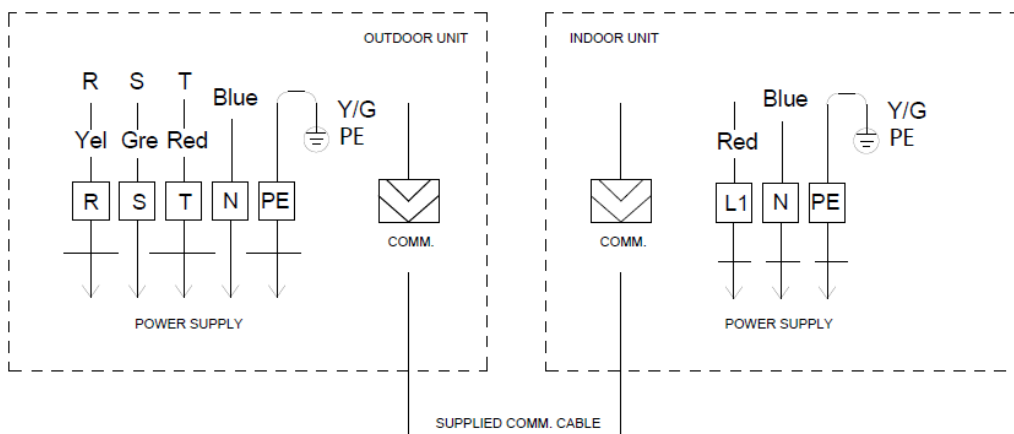 OUTDOOR UNIT
R S T
Blue
Y/G
PE
Yel Gre Red
R S T N PE
COMM.
POWER SUPPLY
INDOOR UNIT
Blue
Y/G
PE
Red
L1 N PE
COMM.
POWER SUPPLY
SUPPLIED COMM. CABLE